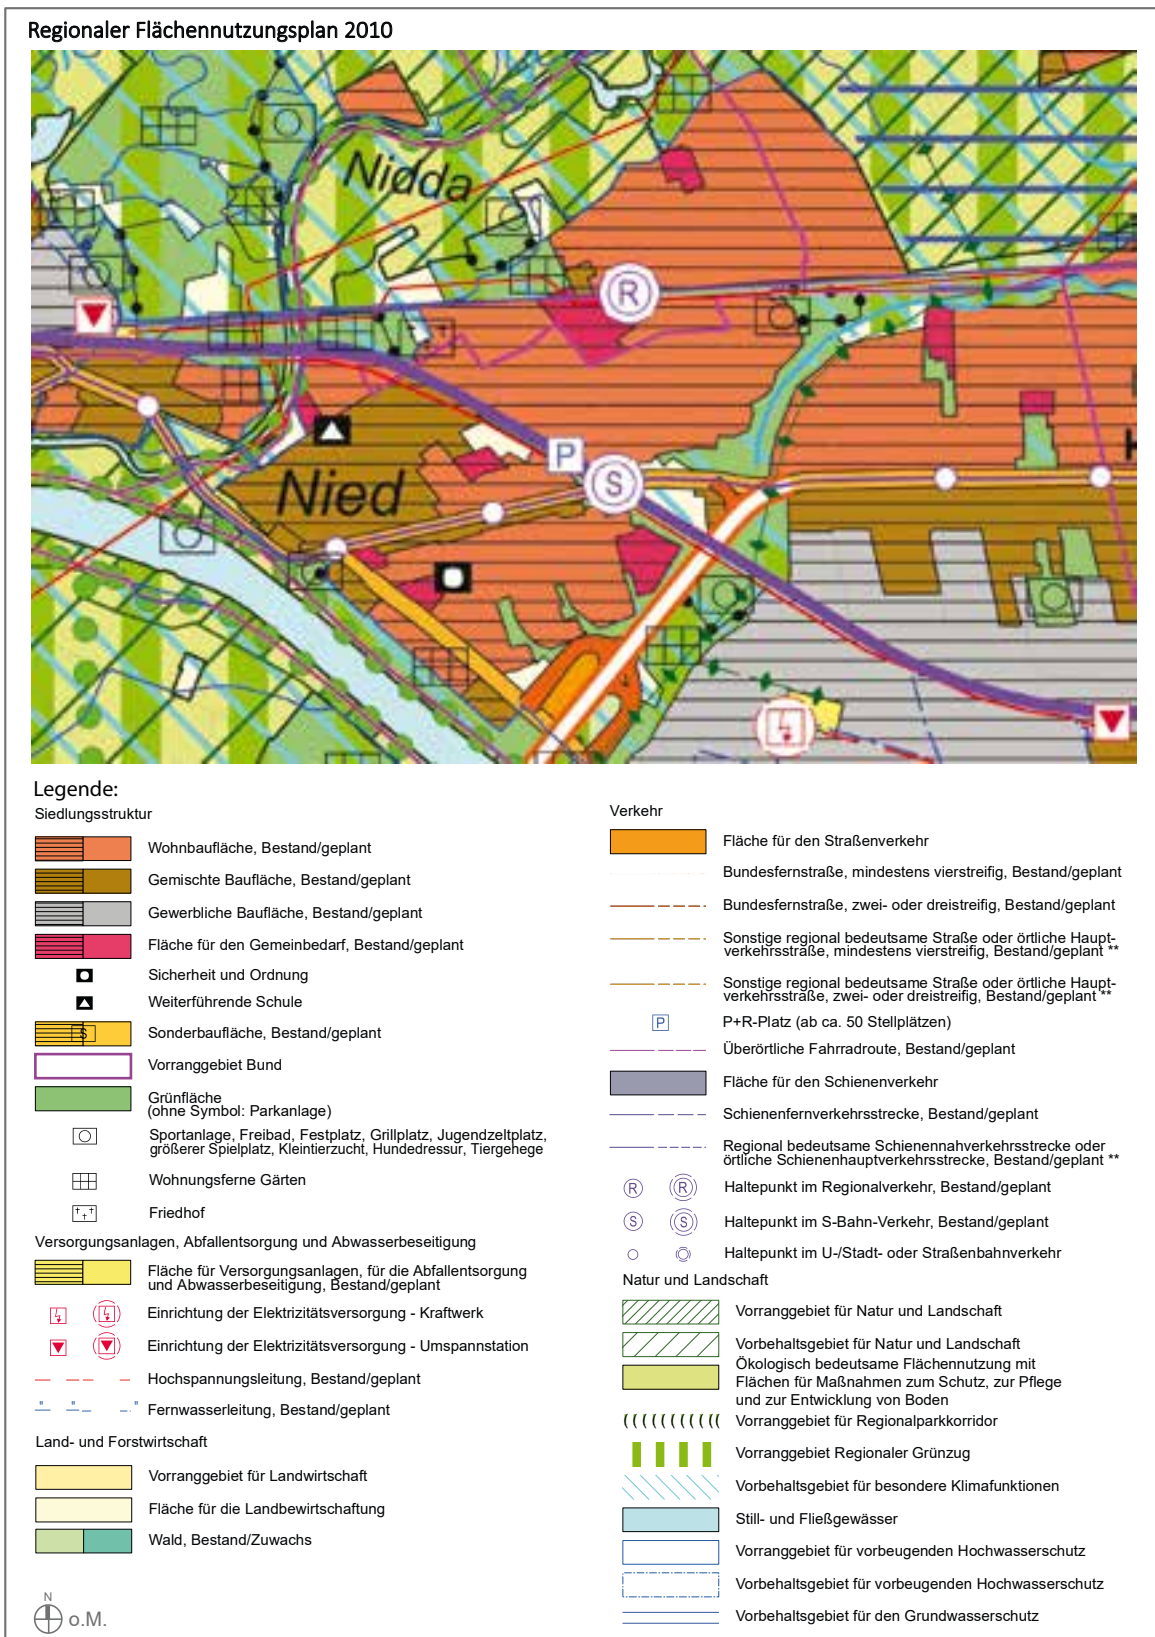 Regionaler Flächennutzungsplan 2010
Nidda
R
P
S
Nied
Legende:
Siedlungsstruktur
Wohnbaufläche, Bestand/geplant
Gemischte Baufläche, Bestand/geplant
Gewerbliche Baufläche, Bestand/geplant
Fläche für den Gemeinbedarf, Bestand/geplant
Sicherheit und Ordnung
Weiterführende Schule
S
Sonderbaufläche, Bestand/geplant
Vorranggebiet Bund
Grünfläche
(ohne Symbol: Parkanlage)
Sportanlage, Freibad, Festplatz, Grillplatz, Jugendzeltplatz,
größerer Spielplatz, Kleintierzucht, Hundedressur, Tiergehege
Wohnungsferne Gärten
Friedhof
Versorgungsanlagen, Abfallentsorgung und Abwasserbeseitigung
Fläche für Versorgungsanlagen, für die Abfallentsorgung
und Abwasserbeseitigung, Bestand/geplant
Einrichtung der Elektrizitätsversorgung - Kraftwerk
Einrichtung der Elektrizitätsversorgung - Umspannstation
Hochspannungsleitung, Bestand/geplant
Fernwasserleitung, Bestand/geplant
Land- und Forstwirtschaft
Vorranggebiet für Landwirtschaft
Fläche für die Landbewirtschaftung
Wald, Bestand/Zuwachs
N
o.M.
Verkehr
Fläche für den Straßenverkehr
Bundesfernstraße, mindestens vierstreifig, Bestand/geplant
Bundesfernstraße, zwei- oder dreistreifig, Bestand/geplant
Sonstige regional bedeutsame Straße oder örtliche Haupt-
verkehrsstraße, mindestens vierstreifig, Bestand/geplant **
Sonstige regional bedeutsame Straße oder örtliche Haupt-
verkehrsstraße, zwei- oder dreistreifig, Bestand/geplant **
P
P+R-Platz (ab ca. 50 Stellplätzen)
Überörtliche Fahrradroute, Bestand/geplant
Fläche für den Schienenverkehr
Schienenfernverkehrsstrecke, Bestand/geplant
Regional bedeutsame Schienennahverkehrsstrecke oder
örtliche Schienenhauptverkehrsstrecke, Bestand/geplant **
R R Haltepunkt im Regionalverkehr, Bestand/geplant
S S Haltepunkt im S-Bahn-Verkehr, Bestand/geplant
Haltepunkt im U-/Stadt- oder Straßenbahnverkehr
Natur und Landschaft
Vorranggebiet für Natur und Landschaft
Vorbehaltsgebiet für Natur und Landschaft
Ökologisch bedeutsame Flächennutzung mit
Flächen für Maßnahmen zum Schutz, zur Pflege
und zur Entwicklung von Boden
Vorranggebiet für Regionalparkkorridor
Vorranggebiet Regionaler Grünzug
Vorbehaltsgebiet für besondere Klimafunktionen
Still- und Fließgewässer
Vorranggebiet für vorbeugenden Hochwasserschutz
Vorbehaltsgebiet für vorbeugenden Hochwasserschutz
Vorbehaltsgebiet für den Grundwasserschutz